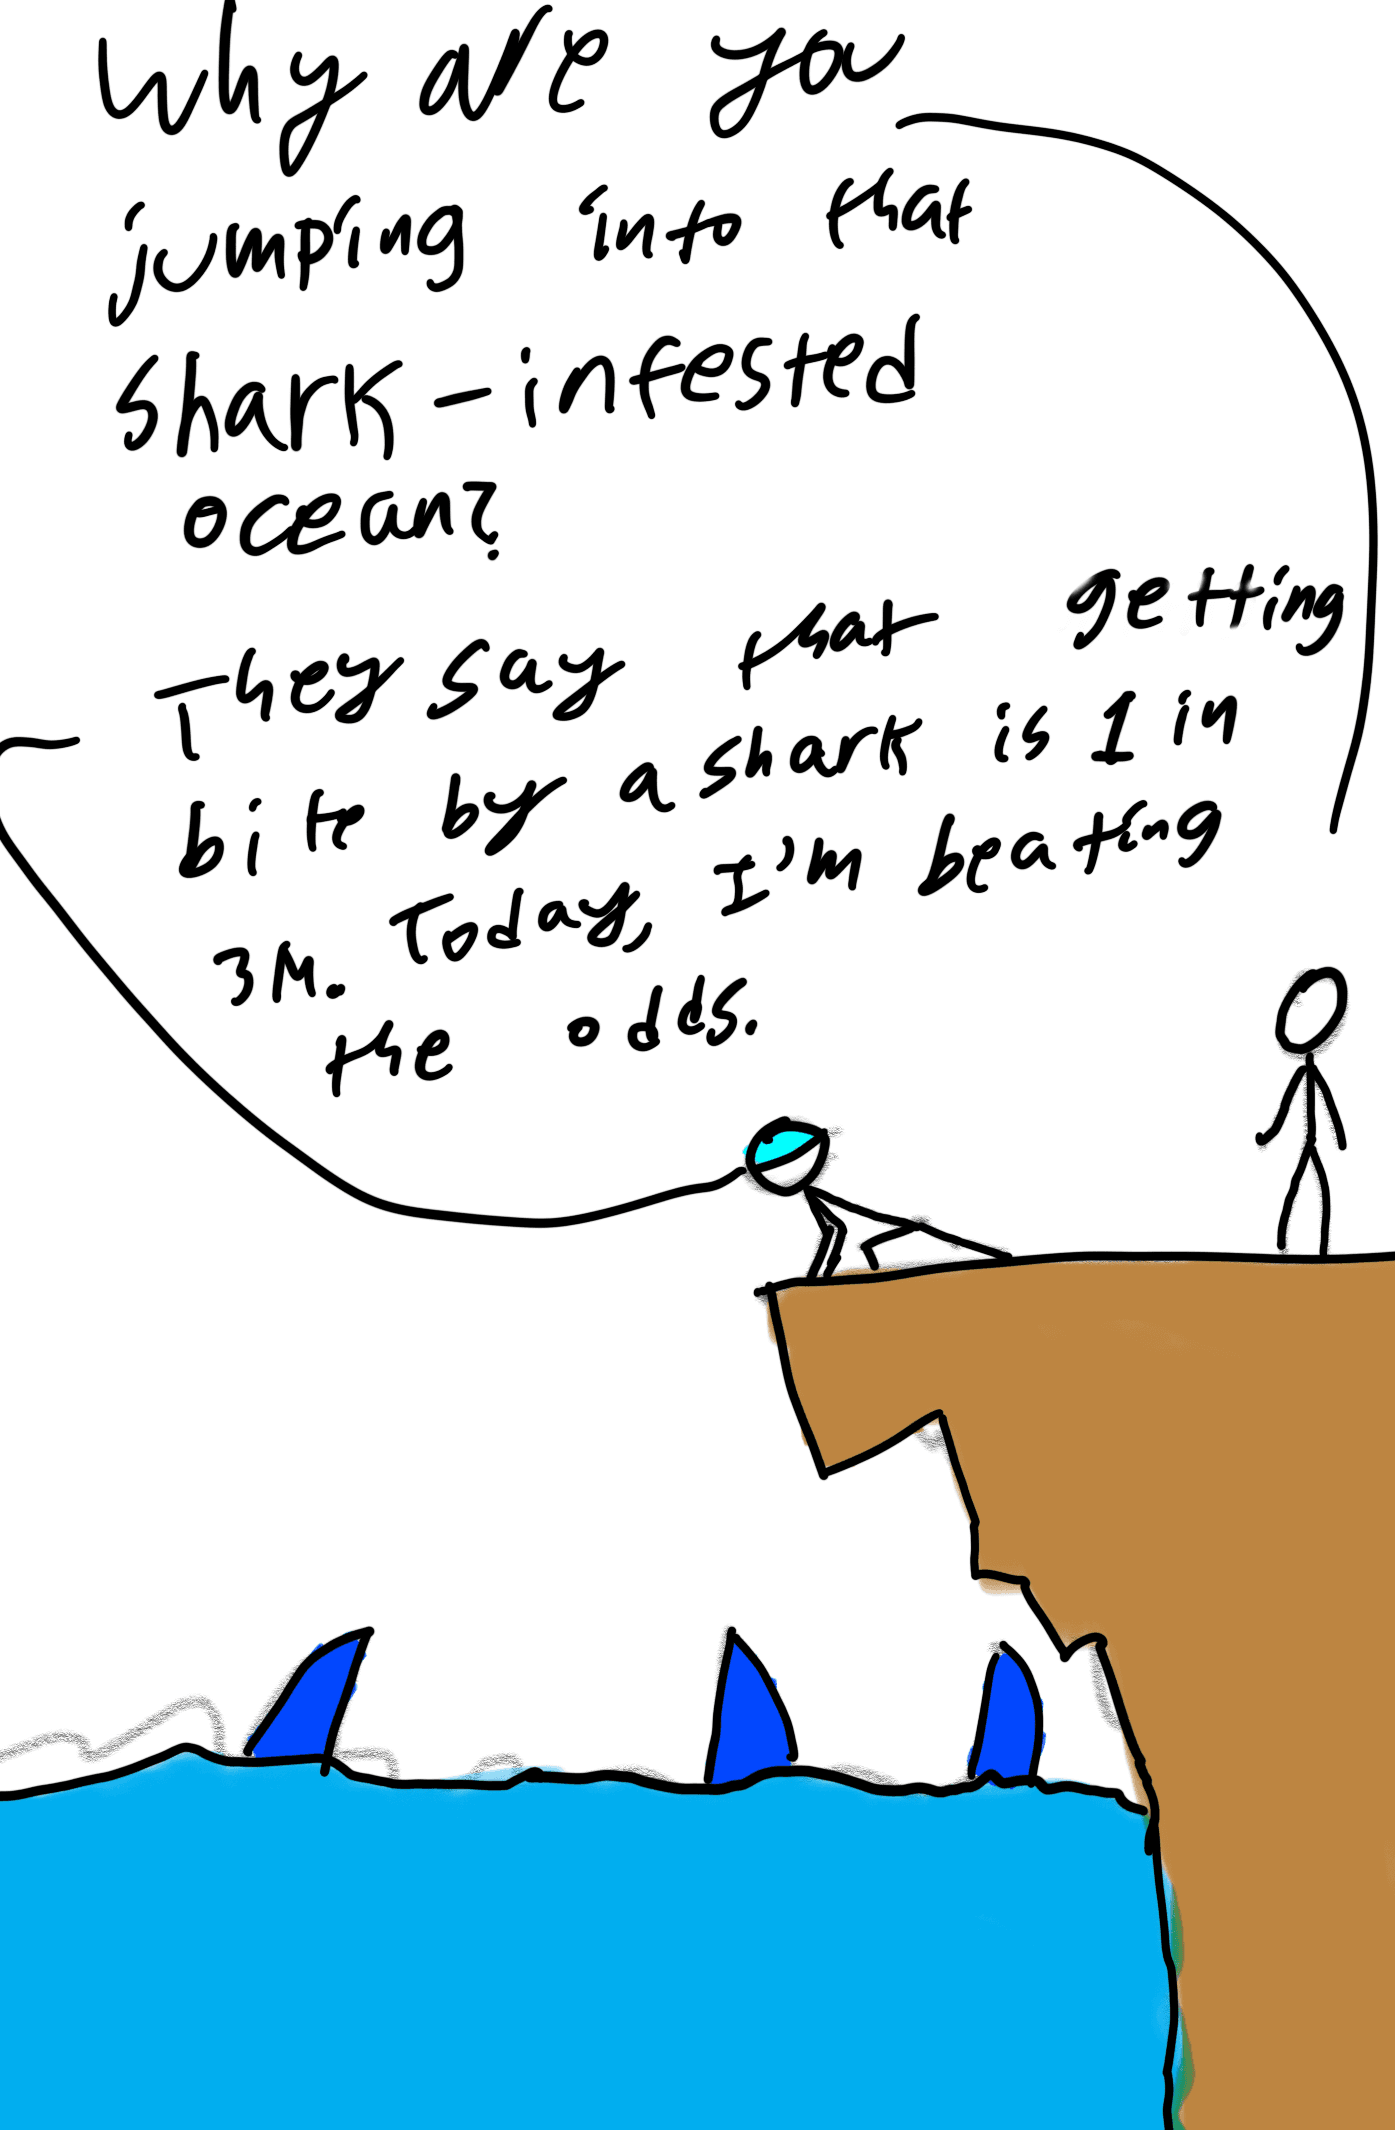 Why are you
jumping into that
shark-infested
ocean?
They say that getting
bite by a shark is 1 in
3M. Today, I'm beating
the odds.